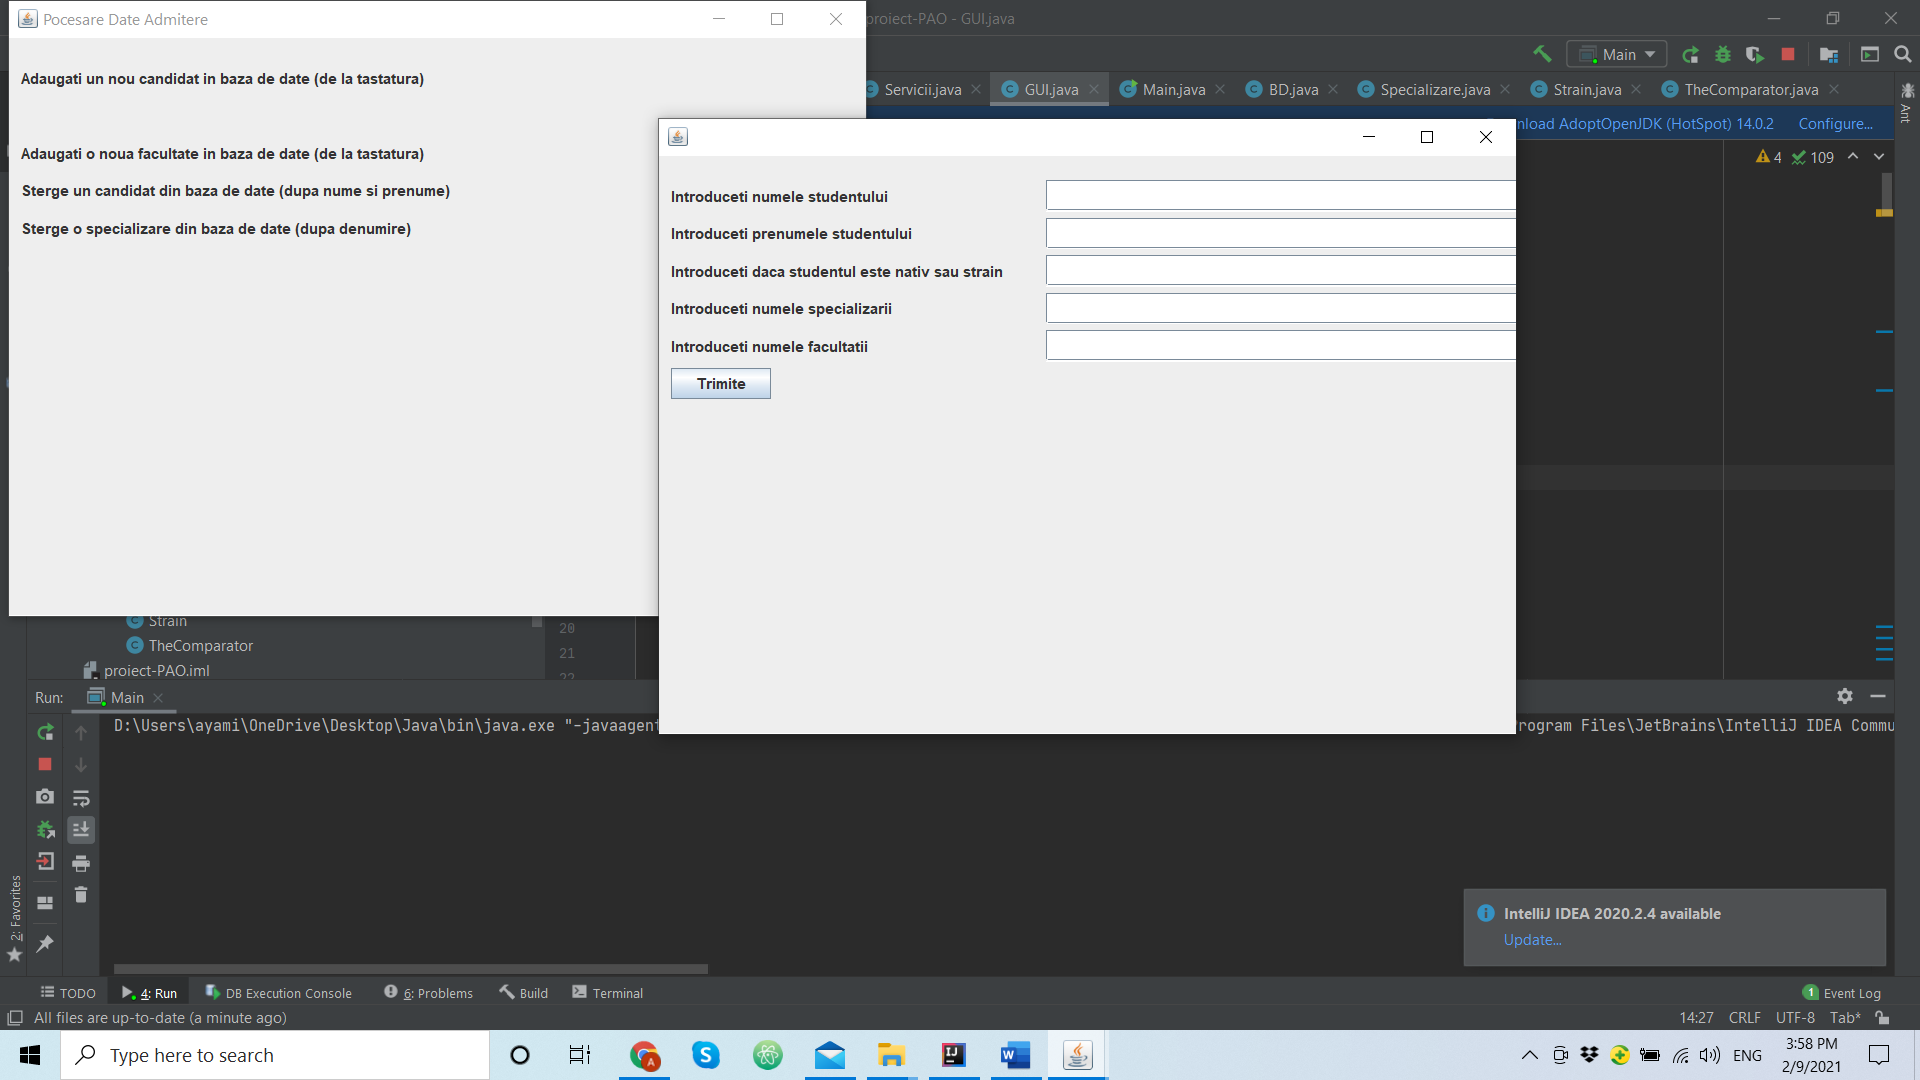 Pocesare Date Admitere
proiect-PAO - GUI.java
Main
Servicii.java
GUI.java
Main.java
BD.java
Specializare.java
Strain.java
TheComparator.java
Ant
nload AdoptOpenJDK (HotSpot) 14.0.2
Configure...
4
109
Adaugati un nou candidat in baza de date (de la tastatura)
Adaugati o noua facultate in baza de date (de la tastatura)
Sterge un candidat din baza de date (dupa nume si prenume)
Sterge o specializare din baza de date (dupa denumire)
Introduceti numele studentului
Introduceti prenumele studentului
Introduceti daca studentul este nativ sau strain
Introduceti numele specializarii
Introduceti numele facultatii
Trimite
Strain
TheComparator
proiect-PAO.iml
20
21
22
Run:
Main
D:\Users\ayami\OneDrive\Desktop\Java\bin\java.exe "-javaagent
Program Files\JetBrains\IntelliJ IDEA Commu
2: Favorites
IntelliJ IDEA 2020.2.4 available
Update...
TODO
4: Run
DB Execution Console
6: Problems
Build
Terminal
1 Event Log
All files are up-to-date (a minute ago)
14:27
CRLF
UTF-8
Tab*
Type here to search
ENG
3:58 PM
2/9/2021